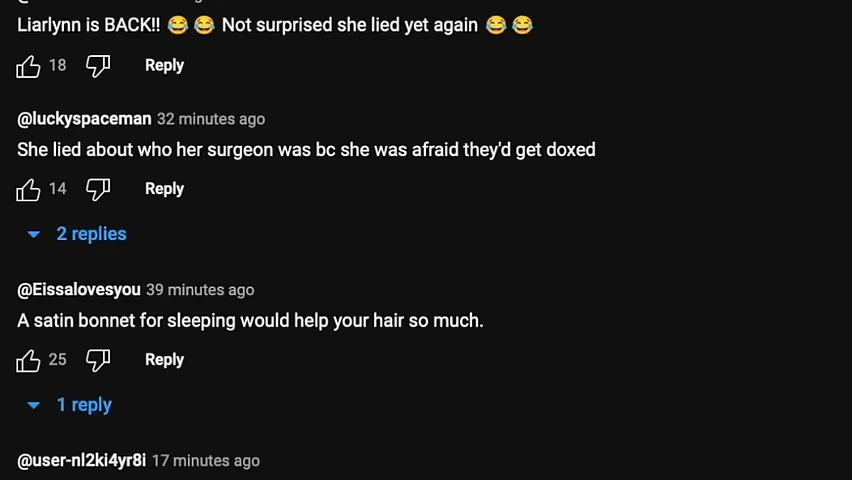 Liarlynn is BACK!! 😂 😂 Not surprised she lied yet again 😂 😂
18 Reply
@luckyspaceman 32 minutes ago
She lied about who her surgeon was bc she was afraid they'd get doxed
14 Reply
2 replies
@Eissalovesyou 39 minutes ago
A satin bonnet for sleeping would help your hair so much.
25 Reply
1 reply
@user-nl2ki4yr8i 17 minutes ago